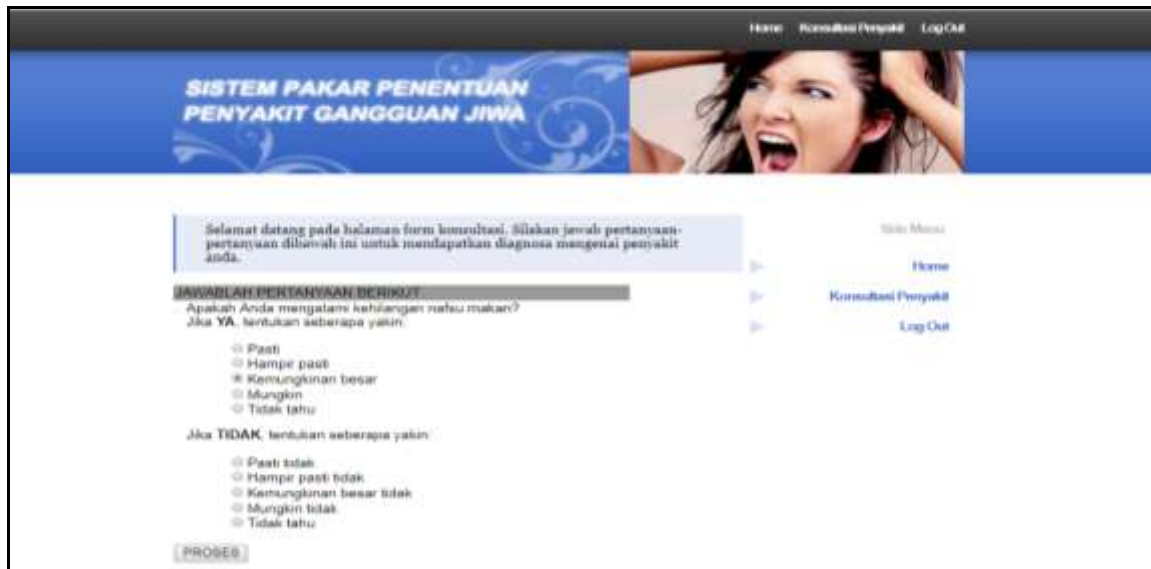 Home Konsultasi Penyakit Log Out
SISTEM PAKAR PENENTUAN
PENYAKIT GANGGUAN JIWA
Selamat datang pada halaman form konsultasi. Silakan jawab pertanyaan-
pertanyaan dibawah ini untuk mendapatkan diagnosa mengenai penyakit
anda.
Side Menu
Home
Konsultasi Penyakit
Log Out
JAWABLAH PERTANYAAN BERIKUT
Apakah Anda mengalami kehilangan nafsu makan?
Jika YA, tentukan seberapa yakin:
Pasti
Hampir pasti
Kemungkinan besar
Mungkin
Tidak tahu
Jika TIDAK, tentukan seberapa yakin:
Pasti tidak
Hampir pasti tidak
Kemungkinan besar tidak
Mungkin tidak
Tidak tahu
PROSES